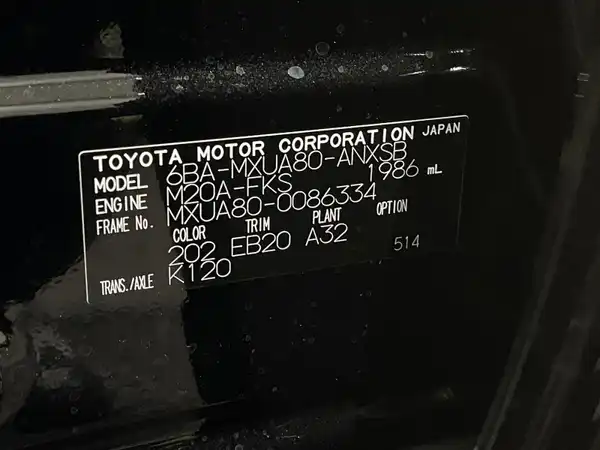 TOYOTA MOTOR CORPORATION JAPAN
MODEL 6BA-MXUA80-ANXSB
ENGINE M20A-FKS 1986 mL
FRAME No. MXUA80-0086334
COLOR TRIM PLANT OPTION
202 EB20 A32 514
TRANS./AXLE K120